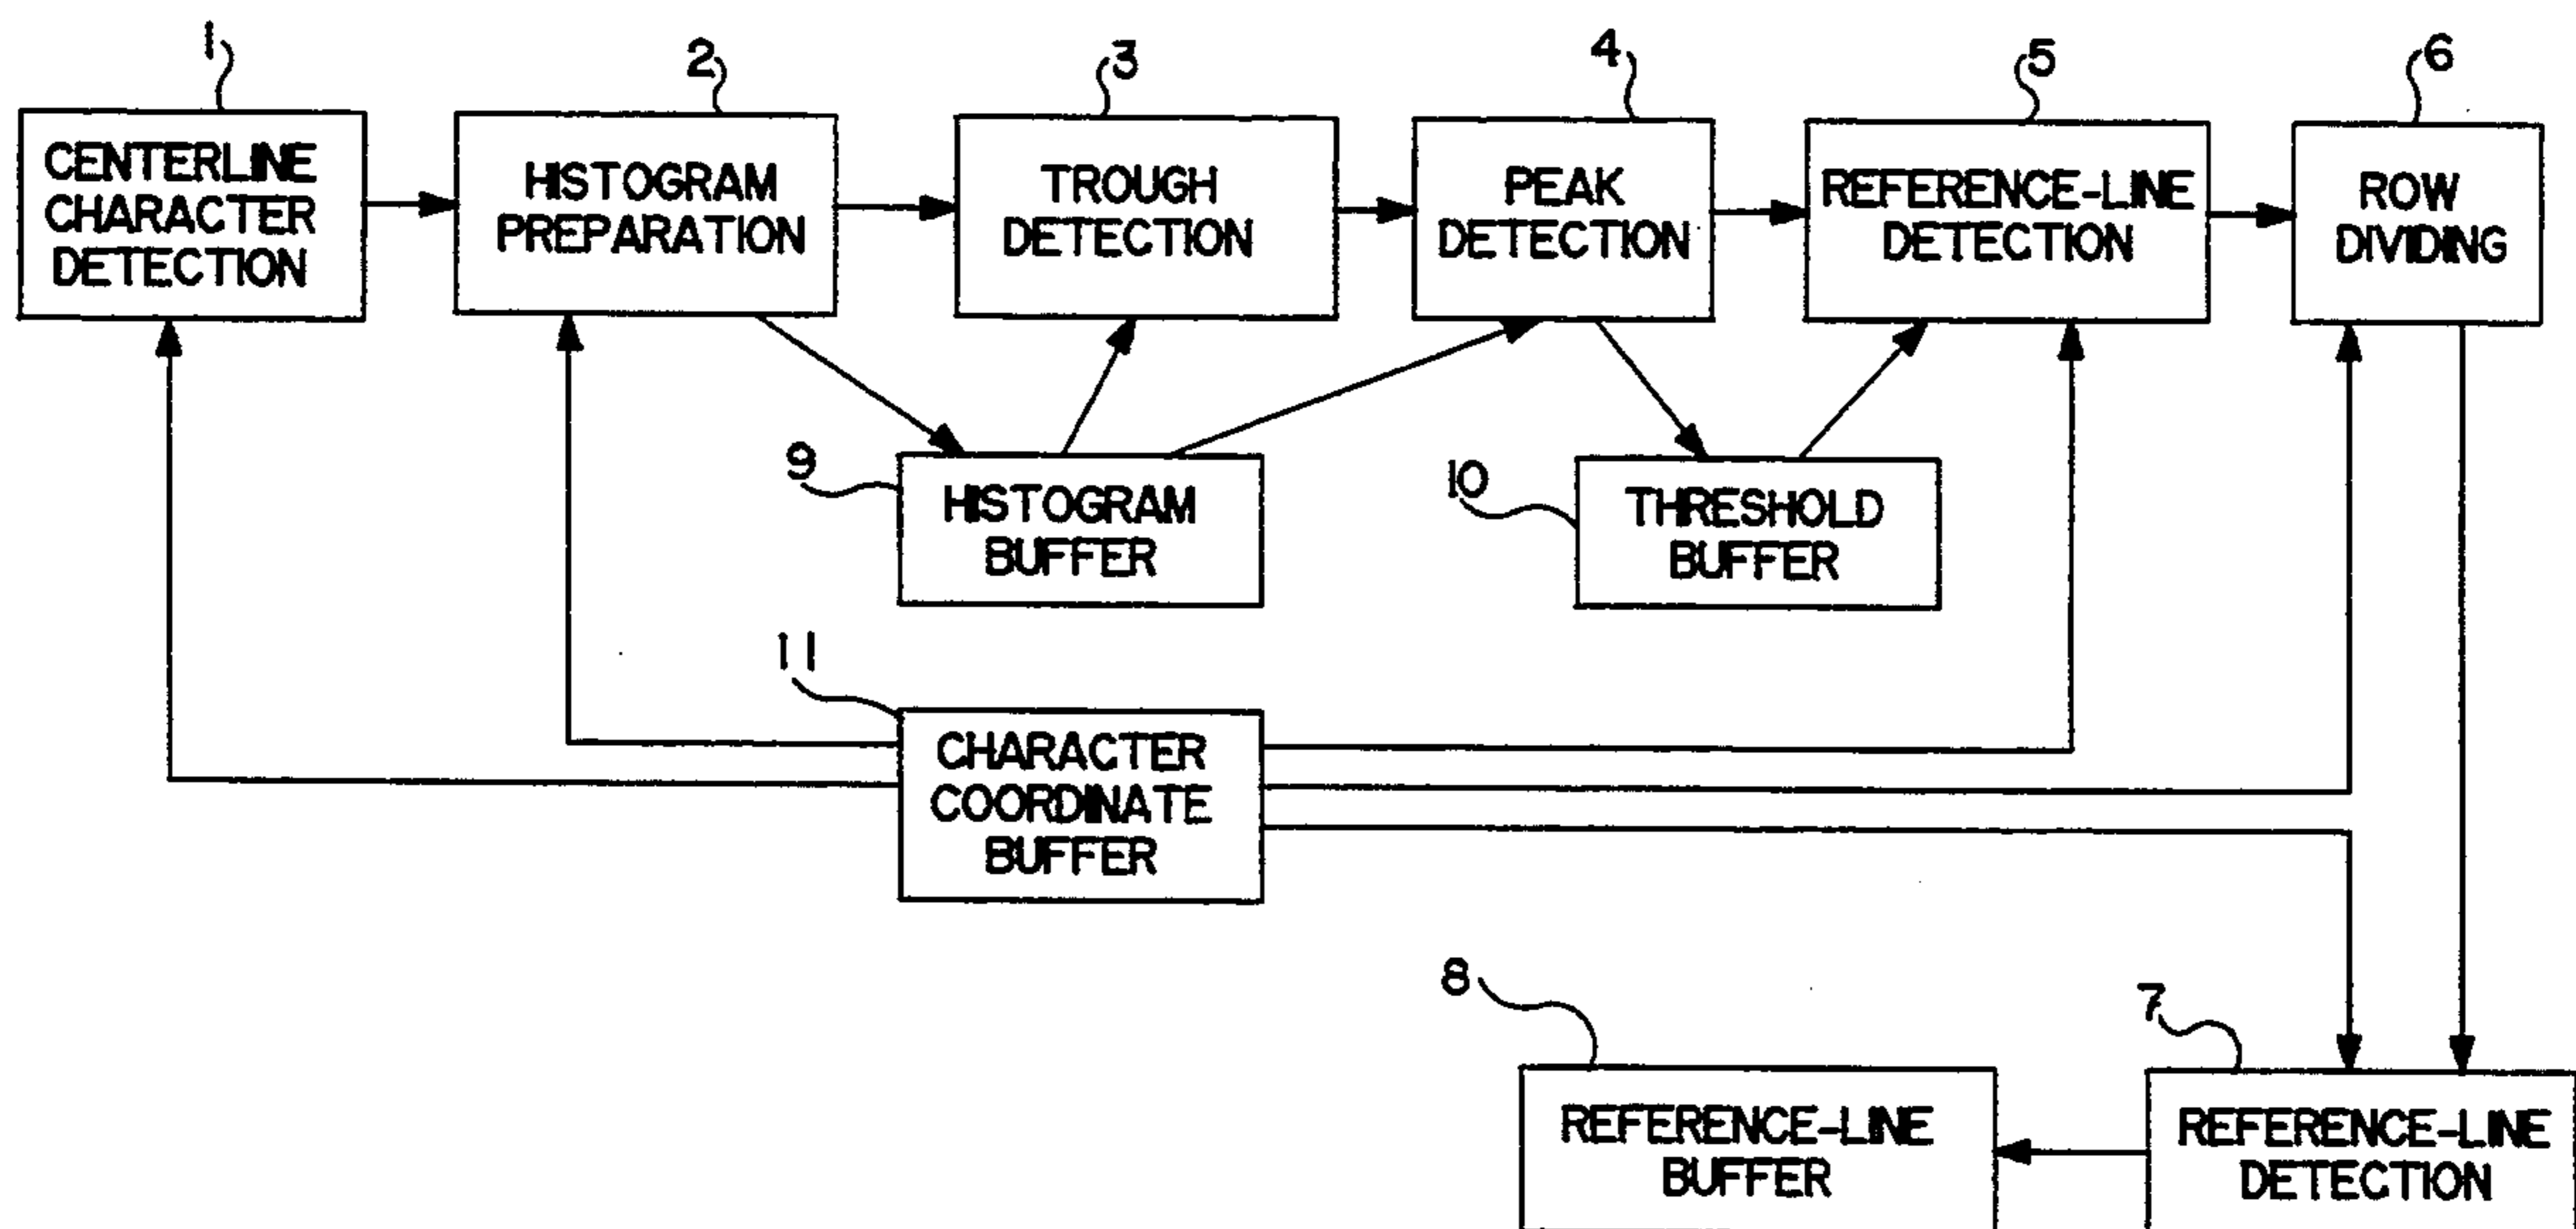 1
2
3
4
5
6
CENTERLINE
CHARACTER
DETECTION
HISTOGRAM
PREPARATION
TROUGH
DETECTION
PEAK
DETECTION
REFERENCE-LINE
DETECTION
ROW
DIVIDING
9
HISTOGRAM
BUFFER
10
THRESHOLD
BUFFER
11
CHARACTER
COORDINATE
BUFFER
8
7
REFERENCE-LINE
BUFFER
REFERENCE-LINE
DETECTION